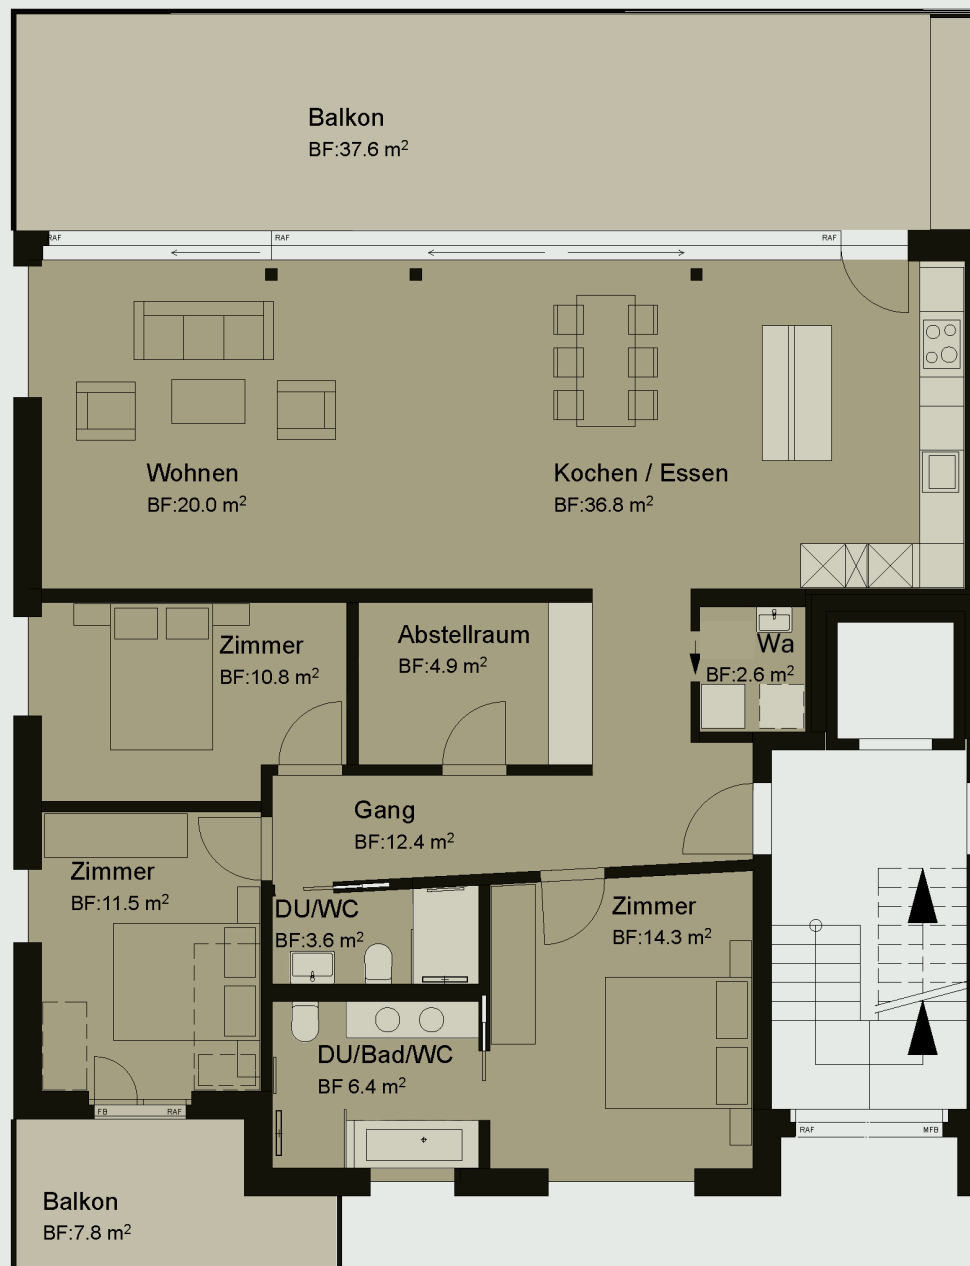 Balkon
BF:37.6 m²
RAF
RAF
RAF
Wohnen
BF:20.0 m²
Kochen / Essen
BF:36.8 m²
Zimmer
BF:10.8 m²
Abstellraum
BF:4.9 m²
Wa
BF:2.6 m²
Gang
BF:12.4 m²
Zimmer
BF:11.5 m²
DU/WC
BF:3.6 m²
Zimmer
BF:14.3 m²
DU/Bad/WC
BF 6.4 m²
FB
RAF
RAF
MFB
Balkon
BF:7.8 m²